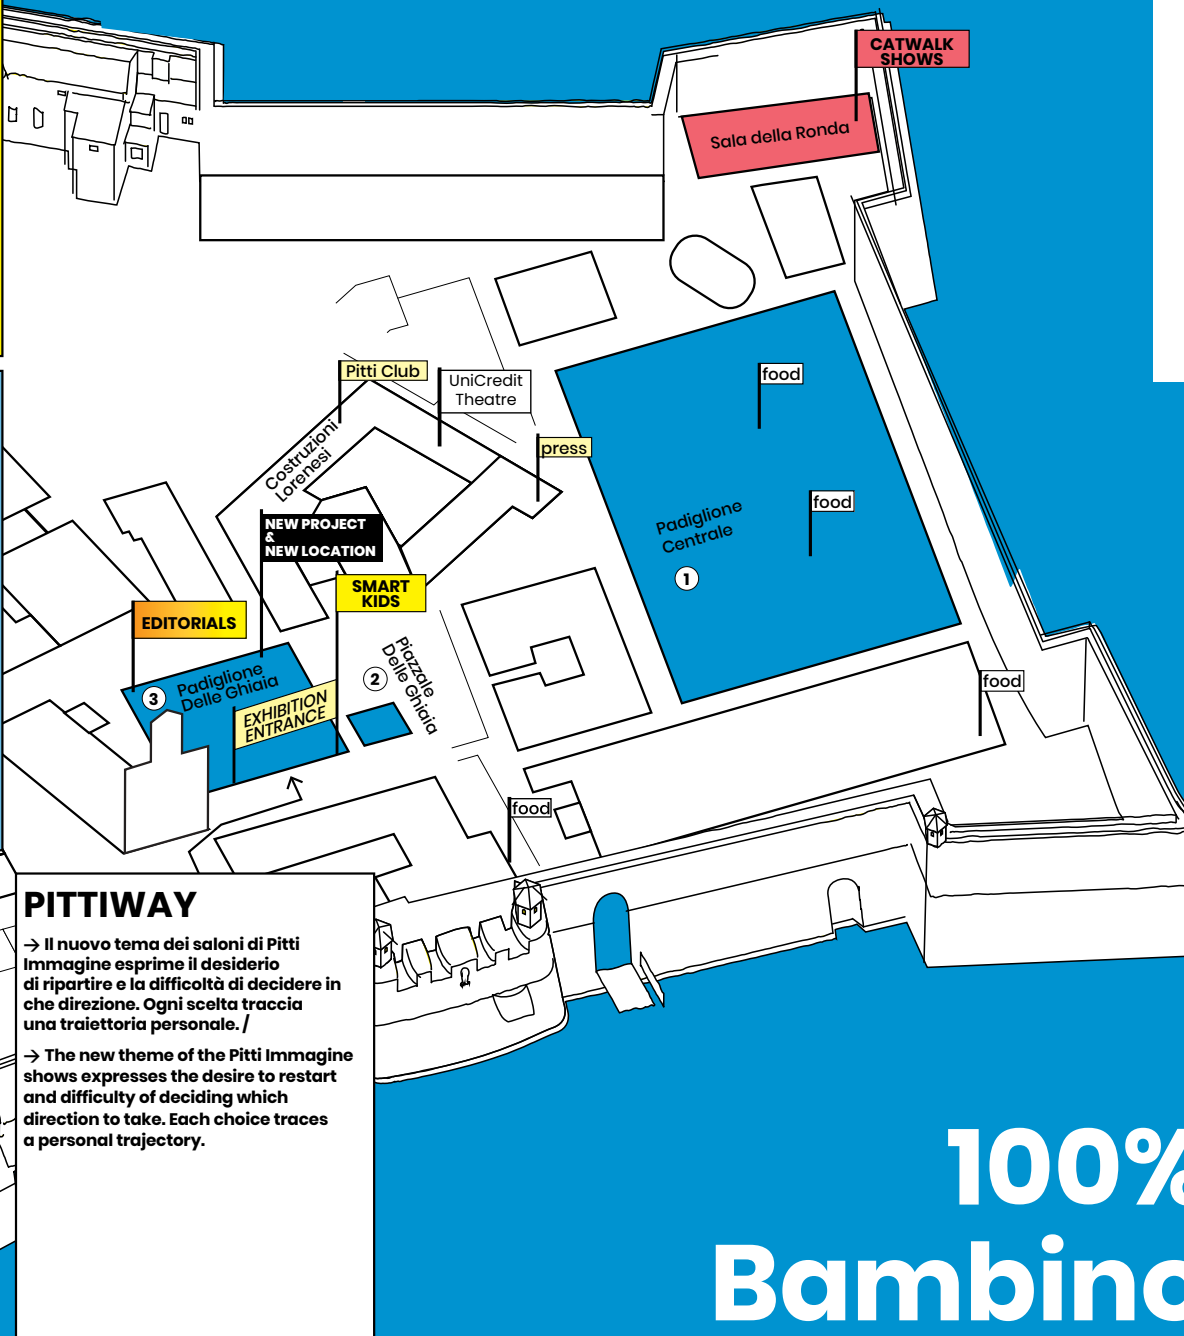 CATWALK
SHOWS
Sala della Ronda
Pitti Club
UniCredit
Theatre
press
food
food
Costruzioni
Lorenesi
Padiglione
Centrale
1
NEW PROJECT
&
NEW LOCATION
SMART
KIDS
EDITORIALS
Piazzale
Delle Ghiaia
2
3
Padiglione
Delle Ghiaia
EXHIBITION
ENTRANCE
food
food
PITTIWAY
→ Il nuovo tema dei saloni di Pitti
Immagine esprime il desiderio
di ripartire e la difficoltà di decidere in
che direzione. Ogni scelta traccia
una traiettoria personale. /
→ The new theme of the Pitti Immagine
shows expresses the desire to restart
and difficulty of deciding which
direction to take. Each choice traces
a personal trajectory.
100%
Bambino